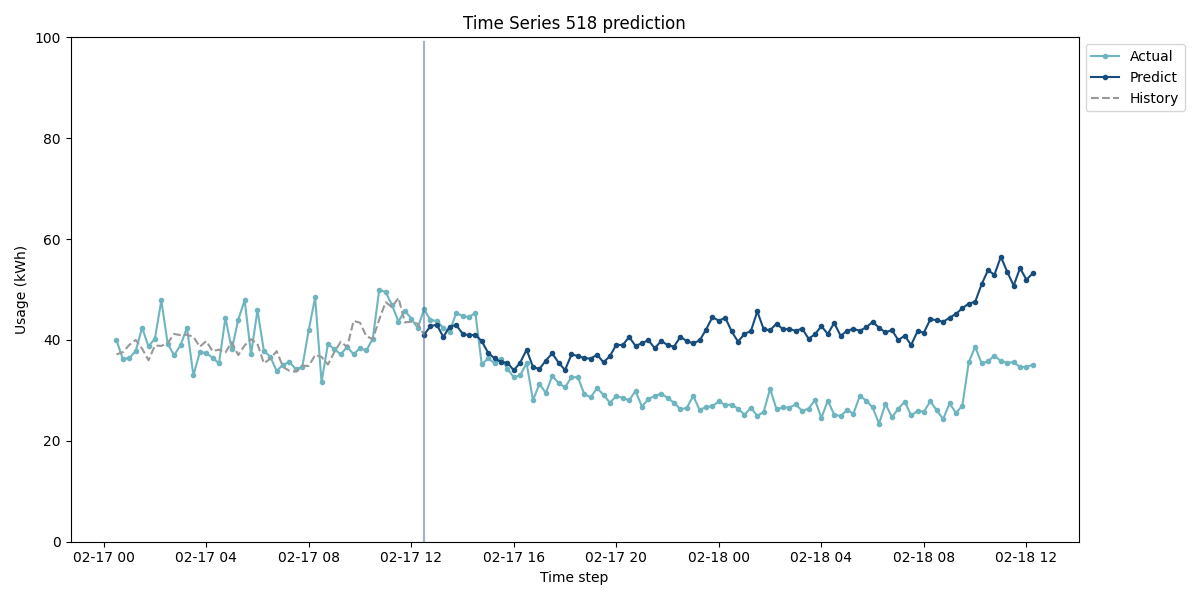 Time Series 518 prediction
Usage (kWh)
100
80
60
40
20
0
02-17 00
02-17 04
02-17 08
02-17 12
02-17 16
02-17 20
02-18 00
02-18 04
02-18 08
02-18 12
Time step
Actual
Predict
History